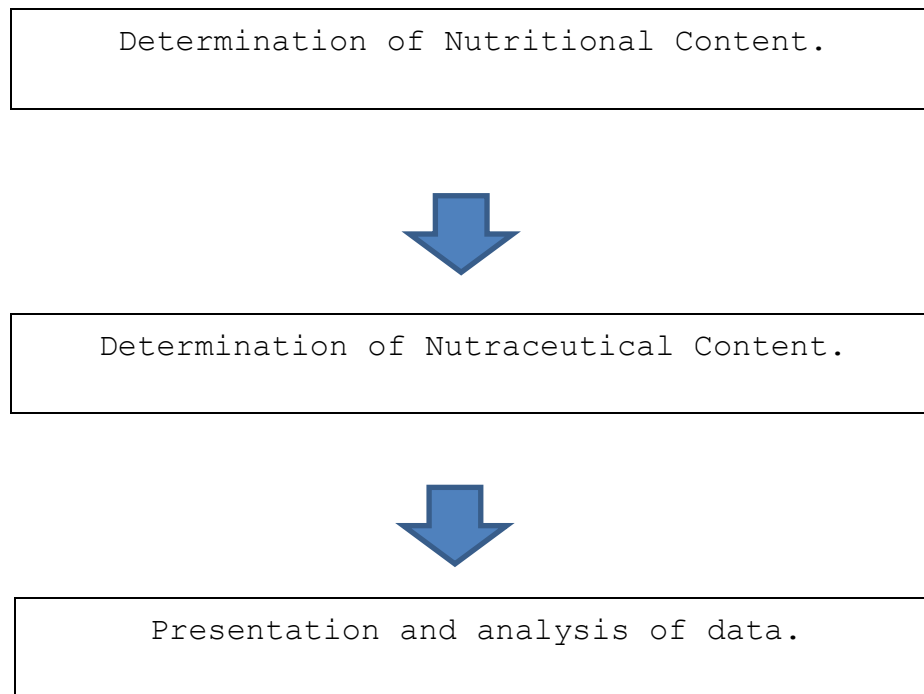 Determination of Nutritional Content.
Determination of Nutraceutical Content.
Presentation and analysis of data.